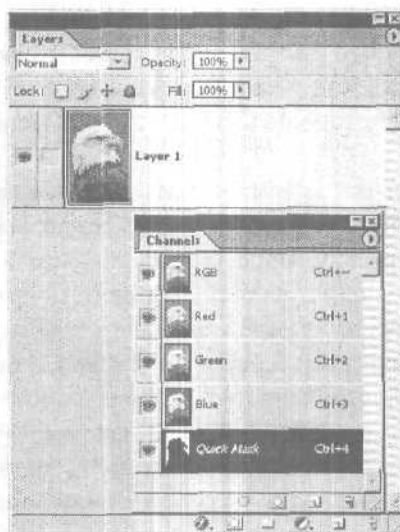 Layers
Normal Opacity: 100%
Lock: Fill: 100%
Layer 1
Channels
RGB Ctrl+~
Red Ctrl+1
Green Ctrl+2
Blue Ctrl+3
Quick Mask Ctrl+4